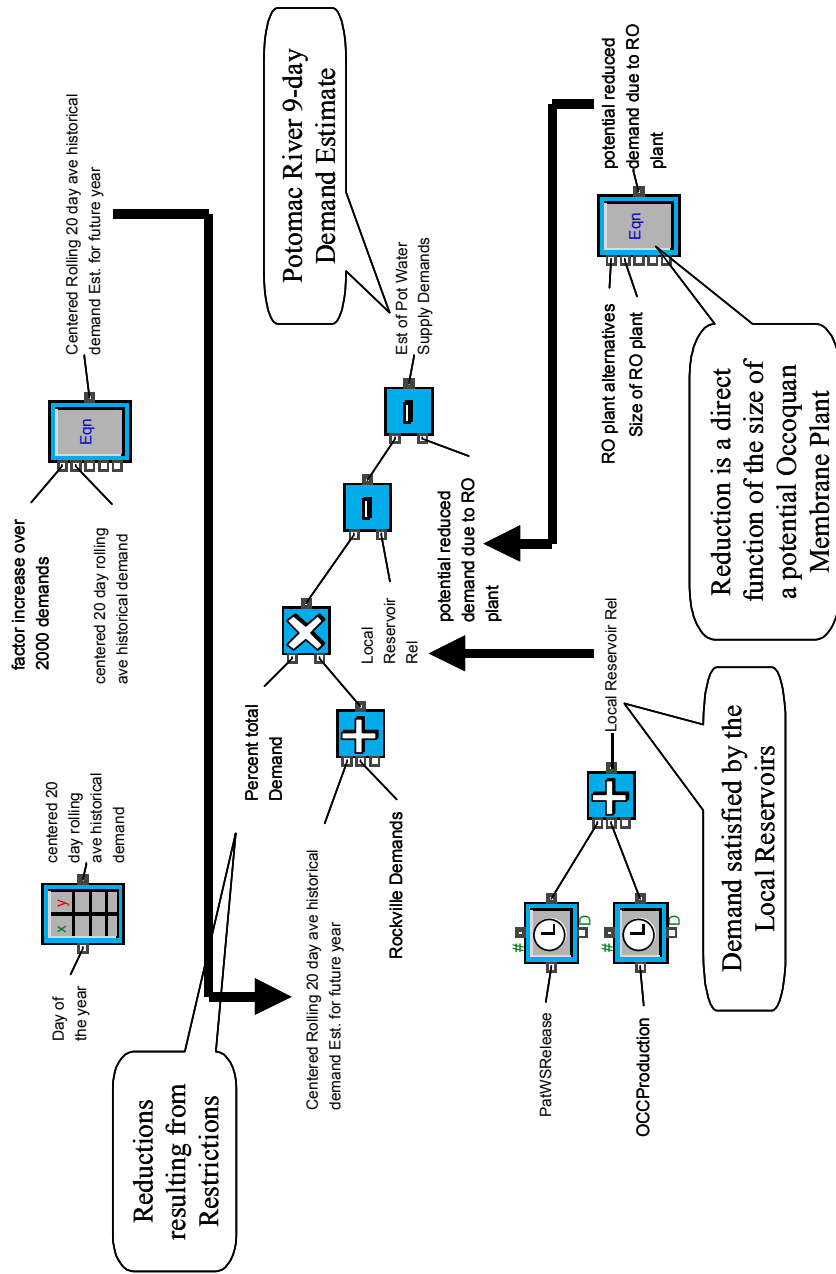 Day of
the year
x y
centered 20
day rolling
ave historical
demand
factor increase over
2000 demands
centered 20 day rolling
ave historical demand
Eqn
Centered Rolling 20 day ave historical
demand Est. for future year
Reductions
resulting from
Restrictions
Centered Rolling 20 day ave historical
demand Est. for future year
Rockville Demands
Percent total
Demand
Local
Reservoir
Rel
potential reduced
demand due to RO
plant
Est of Pot Water
Supply Demands
Potomac River 9-day
Demand Estimate
PatWSRelease
#
L
D
OCCProduction
#
L
D
Local Reservoir Rel
Demand satisfied by the
Local Reservoirs
RO plant alternatives
Size of RO plant
Eqn
potential reduced
demand due to RO
plant
Reduction is a direct
function of the size of
a potential Occoquan
Membrane Plant